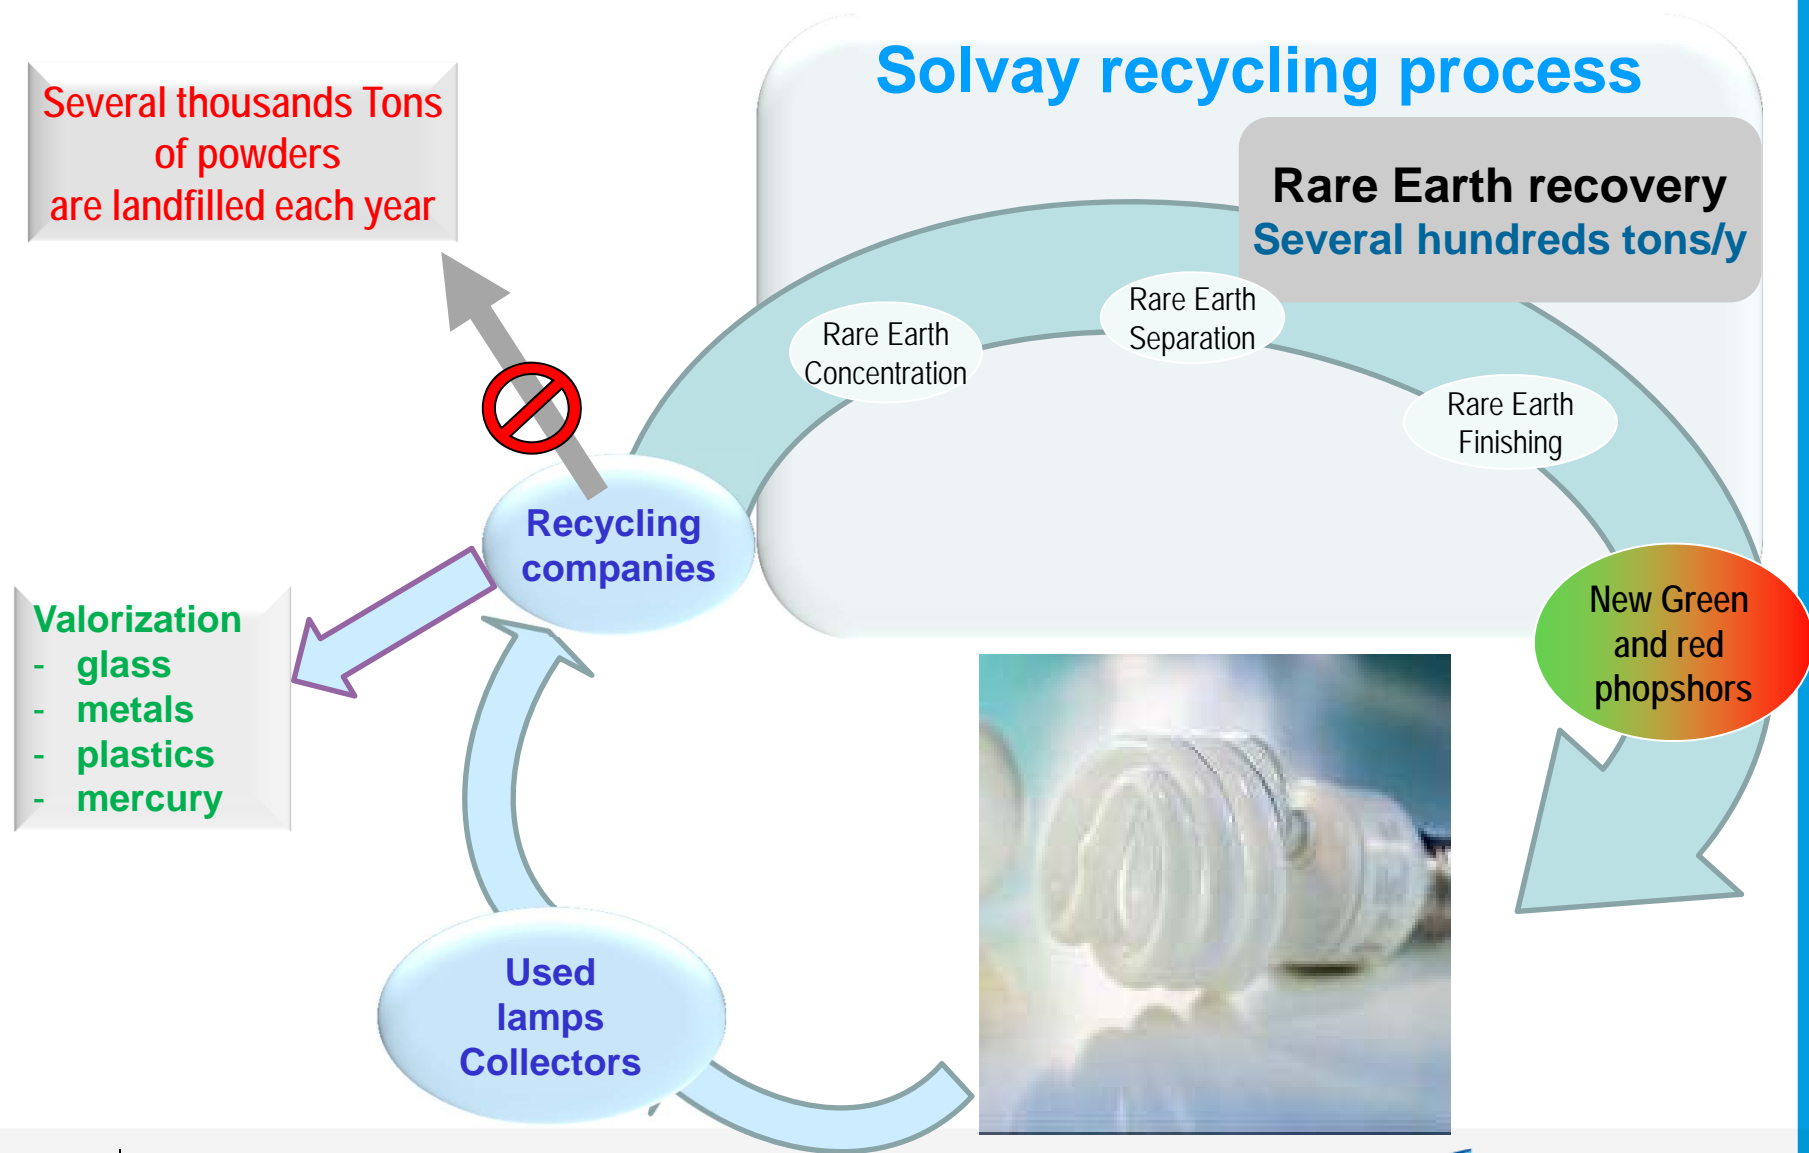 Solvay recycling process
Several thousands Tons
of powders
are landfilled each year
Rare Earth recovery
Several hundreds tons/y
Rare Earth
Concentration
Rare Earth
Separation
Rare Earth
Finishing
Recycling
companies
Valorization
- glass
- metals
- plastics
- mercury
New Green
and red
phopshors
Used
lamps
Collectors